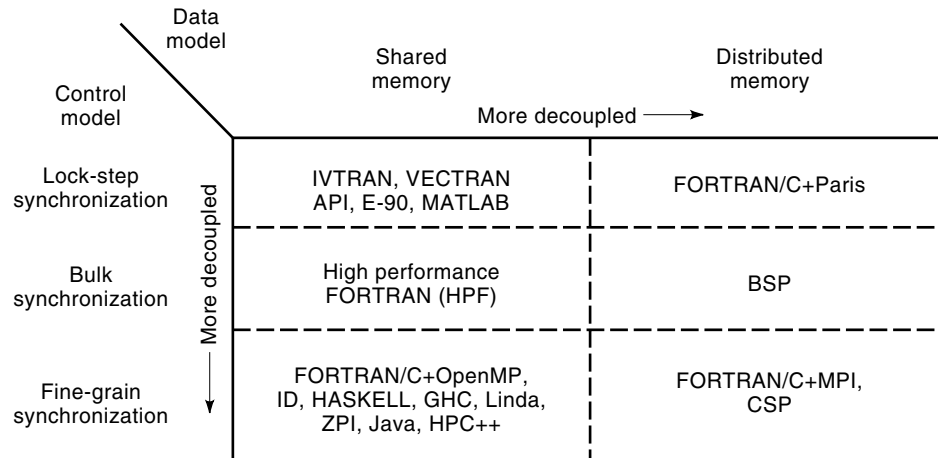 Data
model
Control
model
Shared
memory
Distributed
memory
More decoupled
More decoupled
Lock-step
synchronization
IVTRAN, VECTRAN
API, E-90, MATLAB
FORTRAN/C+Paris
Bulk
synchronization
High performance
FORTRAN (HPF)
BSP
Fine-grain
synchronization
FORTRAN/C+OpenMP,
ID, HASKELL, GHC, Linda,
ZPI, Java, HPC++
FORTRAN/C+MPI,
CSP